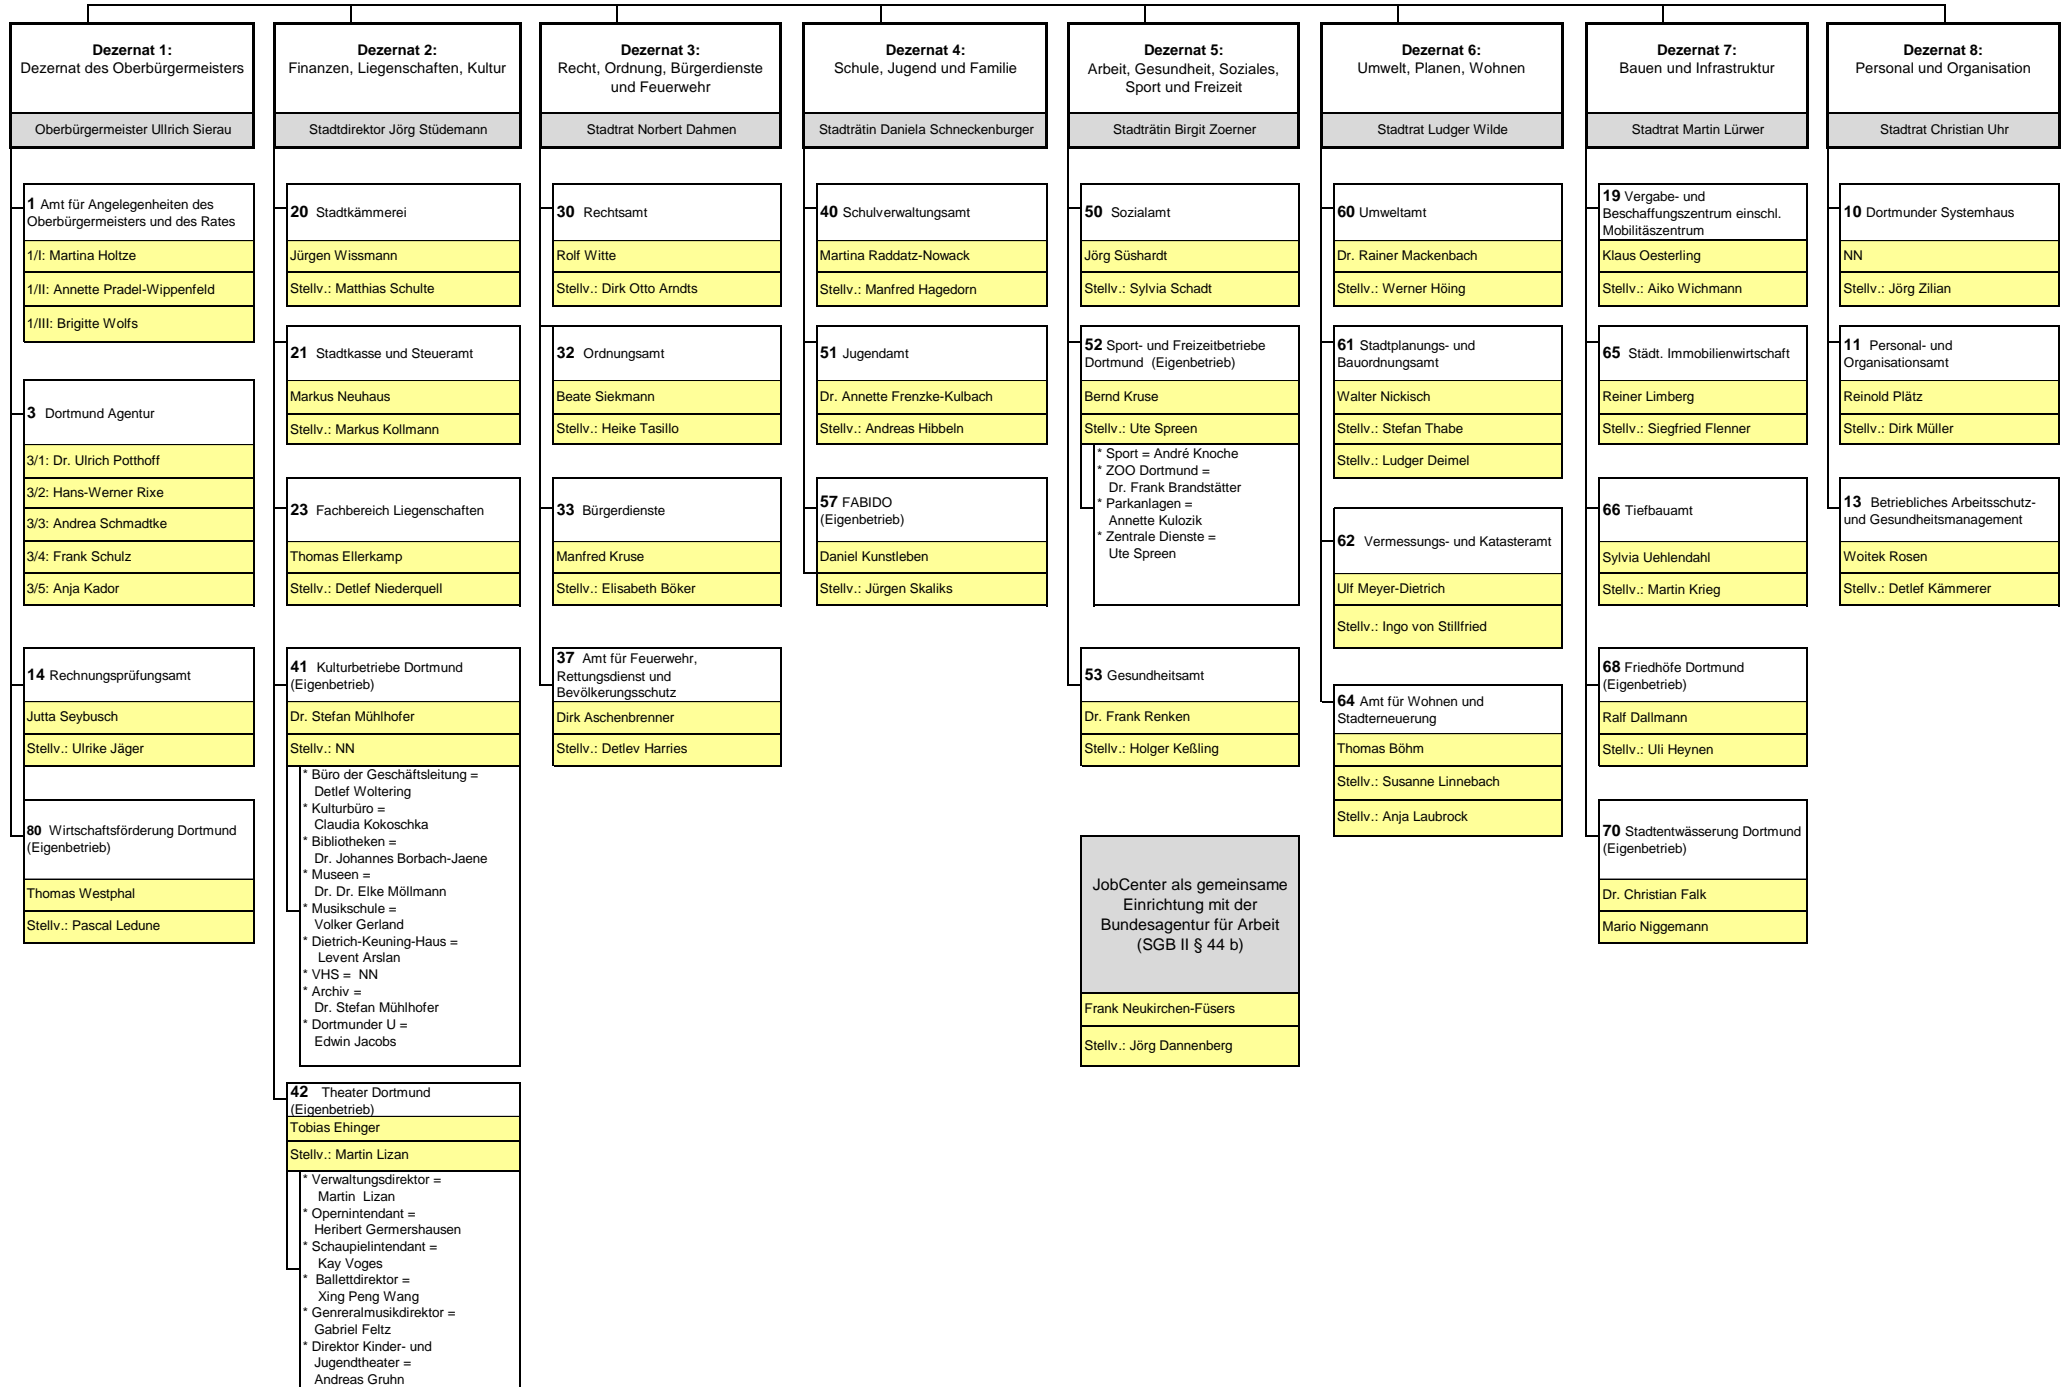 Dezernat 1:
Dezernat des Oberbürgermeisters
Oberbürgermeister Ullrich Sierau
1 Amt für Angelegenheiten des
Oberbürgermeisters und des Rates
1/I: Martina Holtze
1/II: Annette Pradel-Wippenfeld
1/III: Brigitte Wolfs
3 Dortmund Agentur
3/1: Dr. Ulrich Potthoff
3/2: Hans-Werner Rixe
3/3: Andrea Schmadtke
3/4: Frank Schulz
3/5: Anja Kador
14 Rechnungsprüfungsamt
Jutta Seybusch
Stellv.: Ulrike Jäger
80 Wirtschaftsförderung Dortmund
(Eigenbetrieb)
Thomas Westphal
Stellv.: Pascal Ledune
Dezernat 2:
Finanzen, Liegenschaften, Kultur
Stadtdirektor Jörg Stüdemann
20 Stadtkämmerei
Jürgen Wissmann
Stellv.: Matthias Schulte
21 Stadtkasse und Steueramt
Markus Neuhaus
Stellv.: Markus Kollmann
23 Fachbereich Liegenschaften
Thomas Ellerkamp
Stellv.: Detlef Niederquell
41 Kulturbetriebe Dortmund
(Eigenbetrieb)
Dr. Stefan Mühlhofer
Stellv.: NN
* Büro der Geschäftsleitung =
Detlef Woltering
* Kulturbüro =
Claudia Kokoschka
* Bibliotheken =
Dr. Johannes Borbach-Jaene
* Museen =
Dr. Dr. Elke Möllmann
* Musikschule =
Volker Gerland
* Dietrich-Keuning-Haus =
Levent Arslan
* VHS = NN
* Archiv =
Dr. Stefan Mühlhofer
* Dortmunder U =
Edwin Jacobs
42 Theater Dortmund
(Eigenbetrieb)
Tobias Ehinger
Stellv.: Martin Lizan
* Verwaltungsdirektor =
Martin Lizan
* Opernintendant =
Heribert Germershausen
* Schaupielintendant =
Kay Voges
* Ballettdirektor =
Xing Peng Wang
* Genreralmusikdirektor =
Gabriel Feltz
* Direktor Kinder- und
Jugendtheater =
Andreas Gruhn
Dezernat 3:
Recht, Ordnung, Bürgerdienste
und Feuerwehr
Stadtrat Norbert Dahmen
30 Rechtsamt
Rolf Witte
Stellv.: Dirk Otto Arndts
32 Ordnungsamt
Beate Siekmann
Stellv.: Heike Tasillo
33 Bürgerdienste
Manfred Kruse
Stellv.: Elisabeth Böker
37 Amt für Feuerwehr,
Rettungsdienst und
Bevölkerungsschutz
Dirk Aschenbrenner
Stellv.: Detlev Harries
Dezernat 4:
Schule, Jugend und Familie
Stadträtin Daniela Schneckenburger
40 Schulverwaltungsamt
Martina Raddatz-Nowack
Stellv.: Manfred Hagedorn
51 Jugendamt
Dr. Annette Frenzke-Kulbach
Stellv.: Andreas Hibbeln
57 FABIDO
(Eigenbetrieb)
Daniel Kunstleben
Stellv.: Jürgen Skaliks
Dezernat 5:
Arbeit, Gesundheit, Soziales,
Sport und Freizeit
Stadträtin Birgit Zoerner
50 Sozialamt
Jörg Süshardt
Stellv.: Sylvia Schadt
52 Sport- und Freizeitbetriebe
Dortmund (Eigenbetrieb)
Bernd Kruse
Stellv.: Ute Spreen
* Sport = André Knoche
* ZOO Dortmund =
Dr. Frank Brandstätter
* Parkanlagen =
Annette Kulozik
* Zentrale Dienste =
Ute Spreen
53 Gesundheitsamt
Dr. Frank Renken
Stellv.: Holger Keßling
JobCenter als gemeinsame
Einrichtung mit der
Bundesagentur für Arbeit
(SGB II § 44 b)
Frank Neukirchen-Füsers
Stellv.: Jörg Dannenberg
Dezernat 6:
Umwelt, Planen, Wohnen
Stadtrat Ludger Wilde
60 Umweltamt
Dr. Rainer Mackenbach
Stellv.: Werner Höing
61 Stadtplanungs- und
Bauordnungsamt
Walter Nickisch
Stellv.: Stefan Thabe
Stellv.: Ludger Deimel
62 Vermessungs- und Katasteramt
Ulf Meyer-Dietrich
Stellv.: Ingo von Stillfried
64 Amt für Wohnen und
Stadterneuerung
Thomas Böhm
Stellv.: Susanne Linnebach
Stellv.: Anja Laubrock
Dezernat 7:
Bauen und Infrastruktur
Stadtrat Martin Lürwer
19 Vergabe- und
Beschaffungszentrum einschl.
Mobilitäszentrum
Klaus Oesterling
Stellv.: Aiko Wichmann
65 Städt. Immobilienwirtschaft
Reiner Limberg
Stellv.: Siegfried Flenner
66 Tiefbauamt
Sylvia Uehlendahl
Stellv.: Martin Krieg
68 Friedhöfe Dortmund
(Eigenbetrieb)
Ralf Dallmann
Stellv.: Uli Heynen
70 Stadtentwässerung Dortmund
(Eigenbetrieb)
Dr. Christian Falk
Mario Niggemann
Dezernat 8:
Personal und Organisation
Stadtrat Christian Uhr
10 Dortmunder Systemhaus
NN
Stellv.: Jörg Zilian
11 Personal- und
Organisationsamt
Reinold Plätz
Stellv.: Dirk Müller
13 Betriebliches Arbeitsschutz-
und Gesundheitsmanagement
Woitek Rosen
Stellv.: Detlef Kämmerer